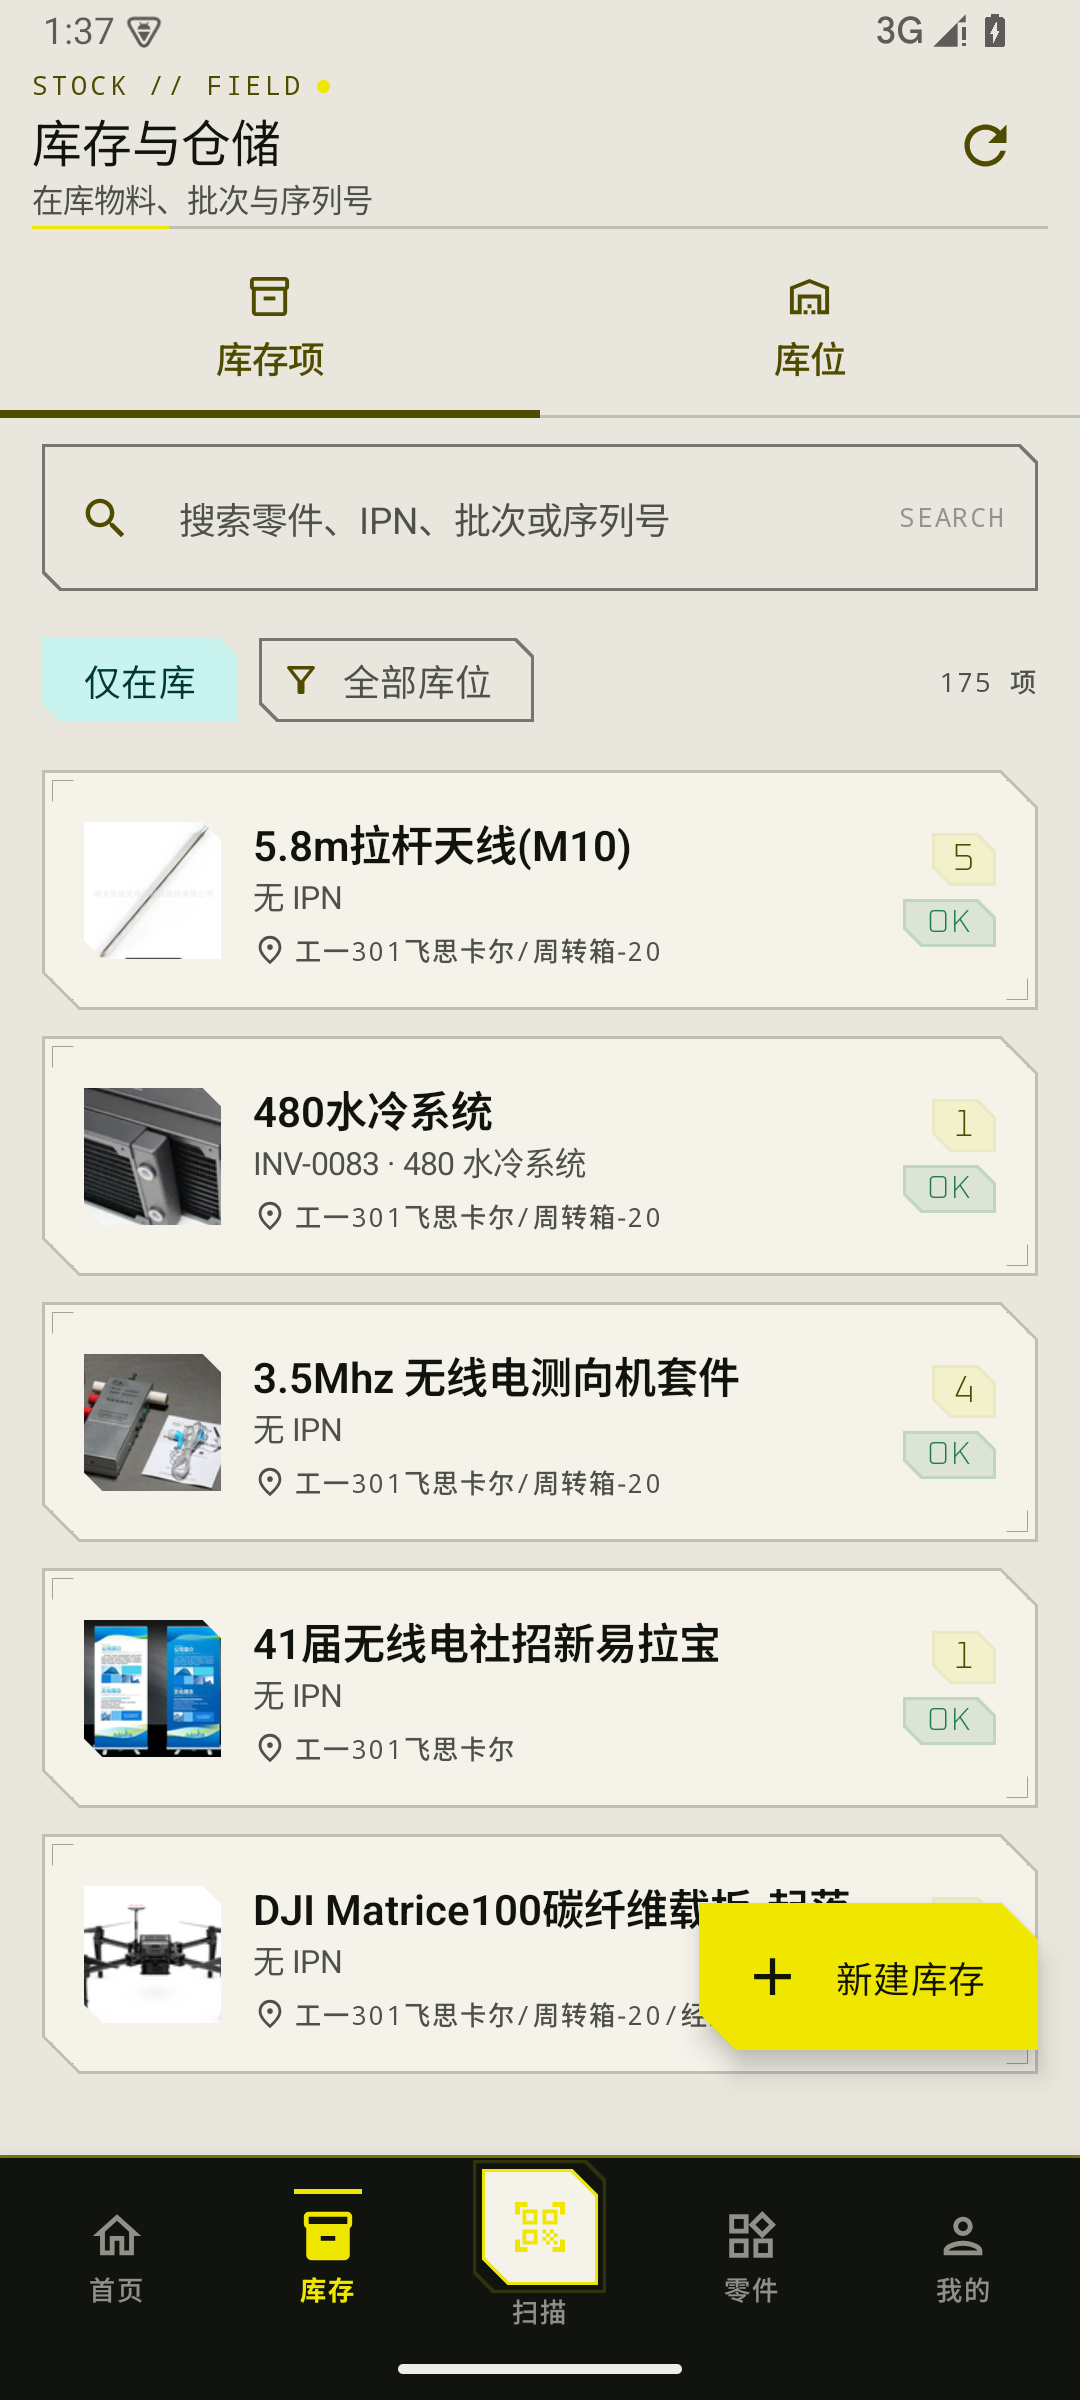 1:37
3G
STOCK // FIELD
库存与仓储
在库物料、批次与序列号
库存项
库位
搜索零件、IPN、批次或序列号
SEARCH
仅在库
全部库位
175 项
5.8m拉杆天线(M10)
5
无 IPN
OK
工一301飞思卡尔/周转箱-20
480水冷系统
1
INV-0083 · 480 水冷系统
OK
工一301飞思卡尔/周转箱-20
3.5Mhz 无线电测向机套件
4
无 IPN
OK
工一301飞思卡尔/周转箱-20
41届无线电社招新易拉宝
1
无 IPN
OK
工一301飞思卡尔
DJI Matrice100碳纤维载板
无 IPN
工一301飞思卡尔/周转箱-20/经
新建库存
首页
库存
扫描
零件
我的